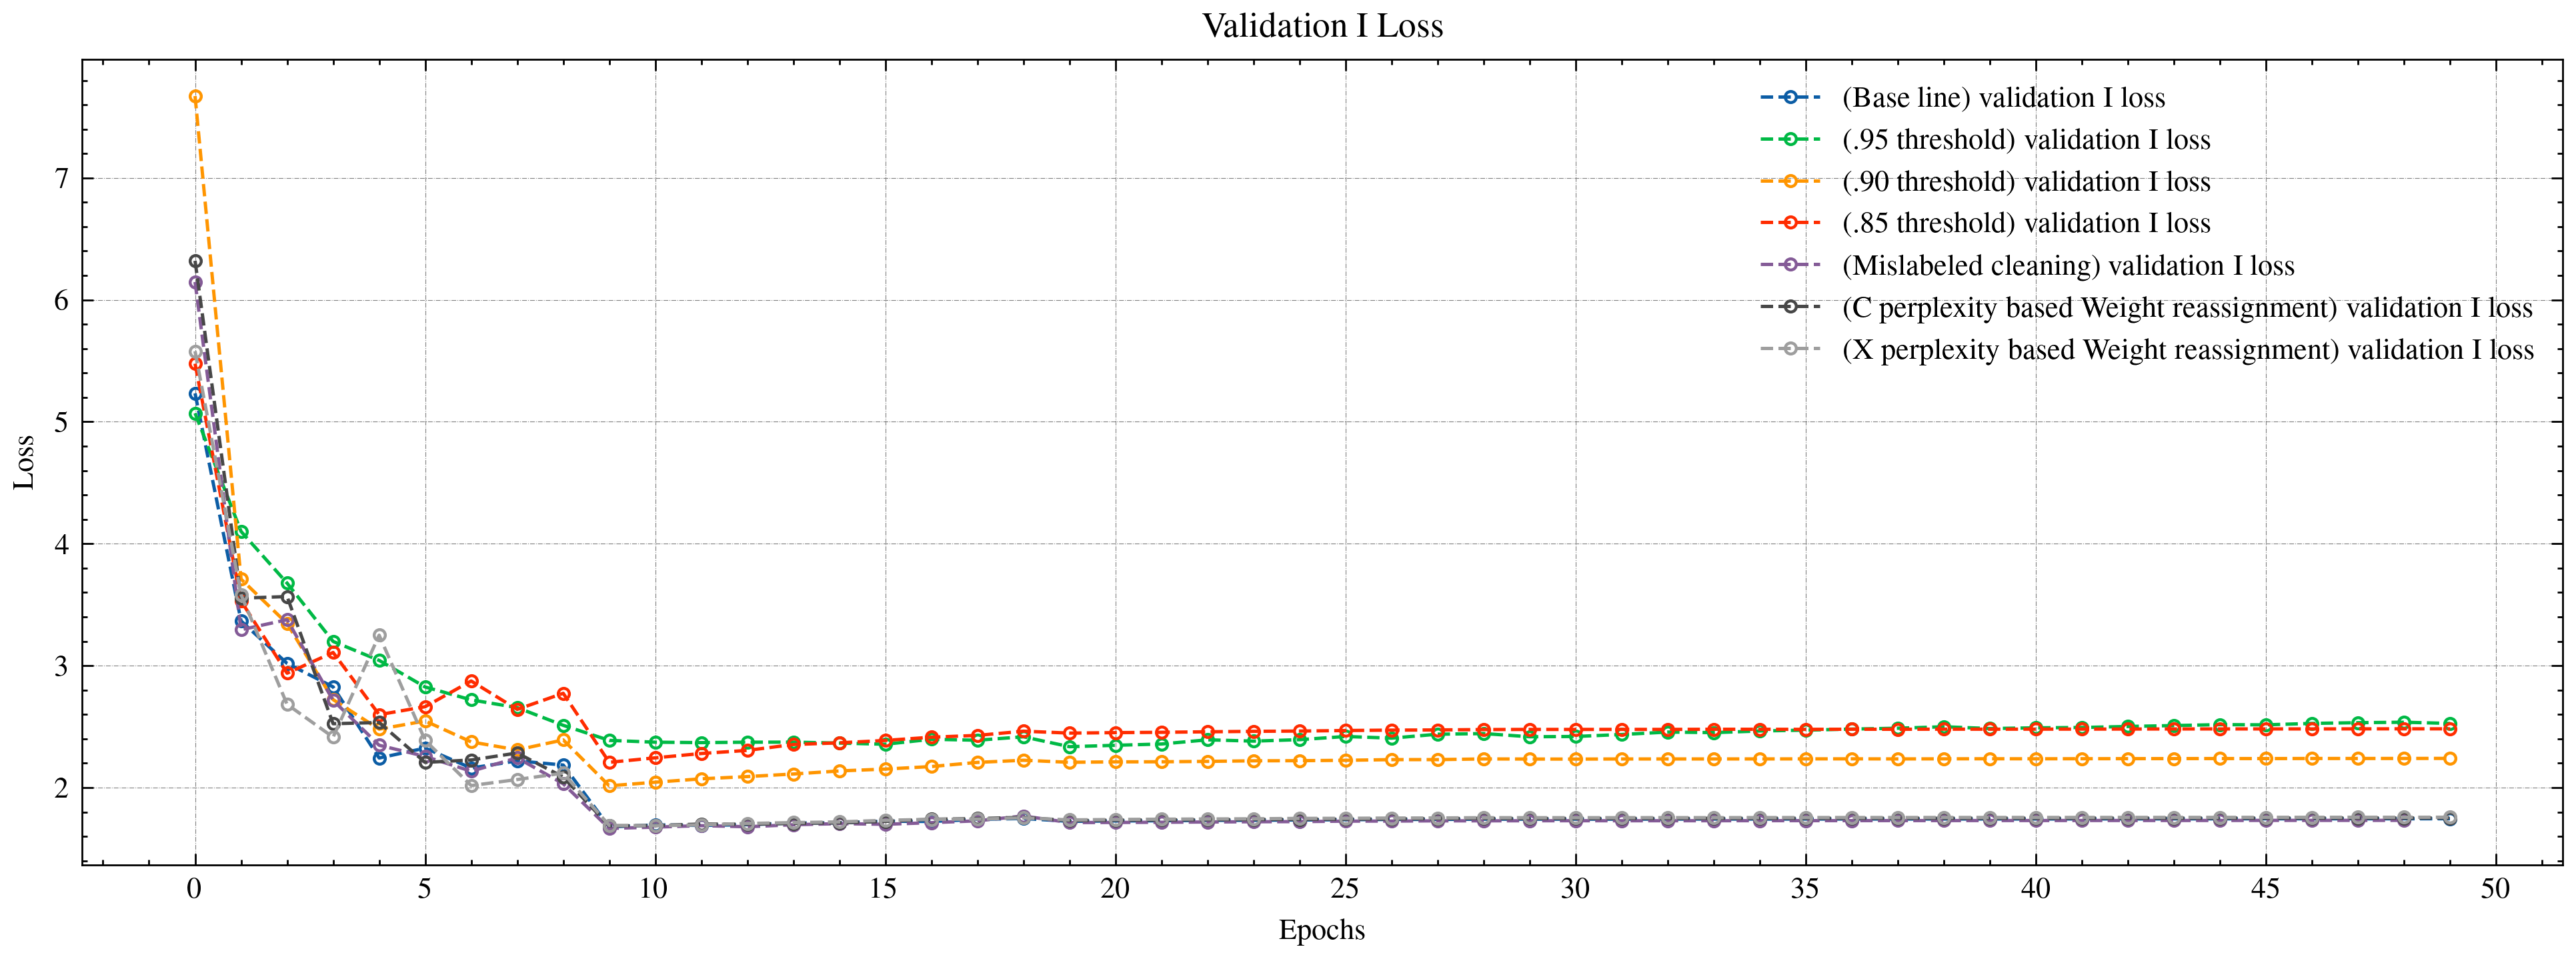 Validation I Loss
(Base line) validation I loss
(.95 threshold) validation I loss
(.90 threshold) validation I loss
(.85 threshold) validation I loss
(Mislabeled cleaning) validation I loss
(C perplexity based Weight reassignment) validation I loss
(X perplexity based Weight reassignment) validation I loss
7
6
5
4
3
2
Loss
0 5 10 15 20 25 30 35 40 45 50
Epochs